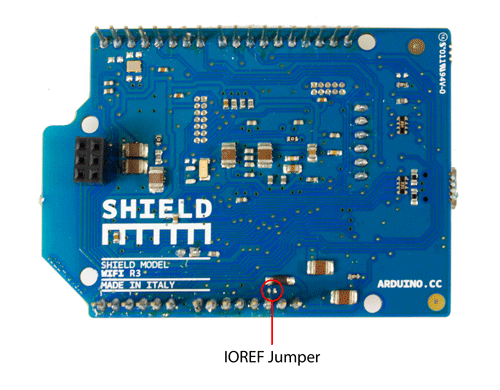 SHIELD
SHIELD MODEL
WIFI R3
MADE IN ITALY
ARDUINO.CC
IOREF Jumper